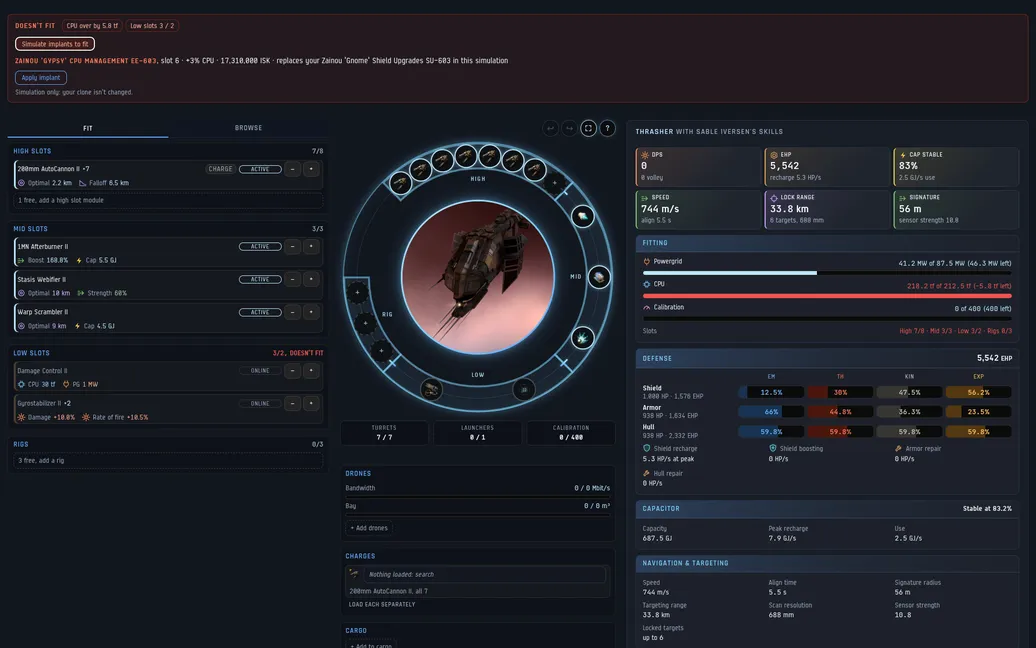 DOESN'T FIT CPU over by 5.8 tf Low slots 3 / 2
Simulate implants to fit
ZAINOU 'GYPSY' CPU MANAGEMENT EE-603, slot 6 · +3% CPU · 17,310,000 ISK · replaces your Zainou 'Gnome' Shield Upgrades SU-603 in this simulation
Apply implant
Simulation only: your clone isn't changed.
FIT BROWSE
HIGH SLOTS 7/8
200mm AutoCannon II ×7 CHARGE ACTIVE − +
Optimal 2.2 km Falloff 6.5 km
1 free, add a high slot module
MID SLOTS 3/3
1MN Afterburner II ACTIVE − +
Boost 168.8% Cap 5.5 GJ
Stasis Webifier II ACTIVE − +
Optimal 10 km Strength 60%
Warp Scrambler II ACTIVE − +
Optimal 9 km Cap 4.5 GJ
LOW SLOTS 3/2, DOESN'T FIT
Damage Control II ONLINE − +
CPU 30 tf PG 1 MW
Gyrostabilizer II ×2 ONLINE − +
Damage +10.0% Rate of fire +10.5%
RIGS 0/3
3 free, add a rig
?
HIGH
MID
RIG
LOW
TURRETS LAUNCHERS CALIBRATION
7 / 7 0 / 1 0 / 400
DRONES
Bandwidth 0 / 0 Mbit/s
Bay 0 / 0 m³
+ Add drones
CHARGES
Nothing loaded: search
200mm AutoCannon II, all 7
LOAD EACH SEPARATELY
CARGO
+ Add to cargo
THRASHER WITH SABLE IVERSEN'S SKILLS
DPS EHP CAP STABLE
0 5,542 83%
0 volley recharge 5.3 HP/s 2.5 GJ/s use
SPEED LOCK RANGE SIGNATURE
744 m/s 33.8 km 56 m
align 5.5 s 6 targets, 688 mm sensor strength 10.8
FITTING
Powergrid 41.2 MW of 87.5 MW (46.3 MW left)
CPU 218.2 tf of 212.5 tf (-5.8 tf left)
Calibration 0 of 400 (400 left)
Slots High 7/8 · Mid 3/3 · Low 3/2 · Rigs 0/3
DEFENSE 5,542 EHP
EM TH KIN EXP
Shield
1,000 HP · 1,578 EHP 12.5% 30% 47.5% 56.2%
Armor
938 HP · 1,634 EHP 66% 44.8% 36.3% 23.5%
Hull
938 HP · 2,332 EHP 59.8% 59.8% 59.8% 59.8%
Shield recharge Shield boosting Armor repair
5.3 HP/s at peak 0 HP/s 0 HP/s
Hull repair
0 HP/s
CAPACITOR Stable at 83.2%
Capacity Peak recharge Use
687.5 GJ 7.9 GJ/s 2.5 GJ/s
NAVIGATION & TARGETING
Speed Align time Signature radius
744 m/s 5.5 s 56 m
Targeting range Scan resolution Sensor strength
33.8 km 688 mm 10.8
Locked targets
up to 6